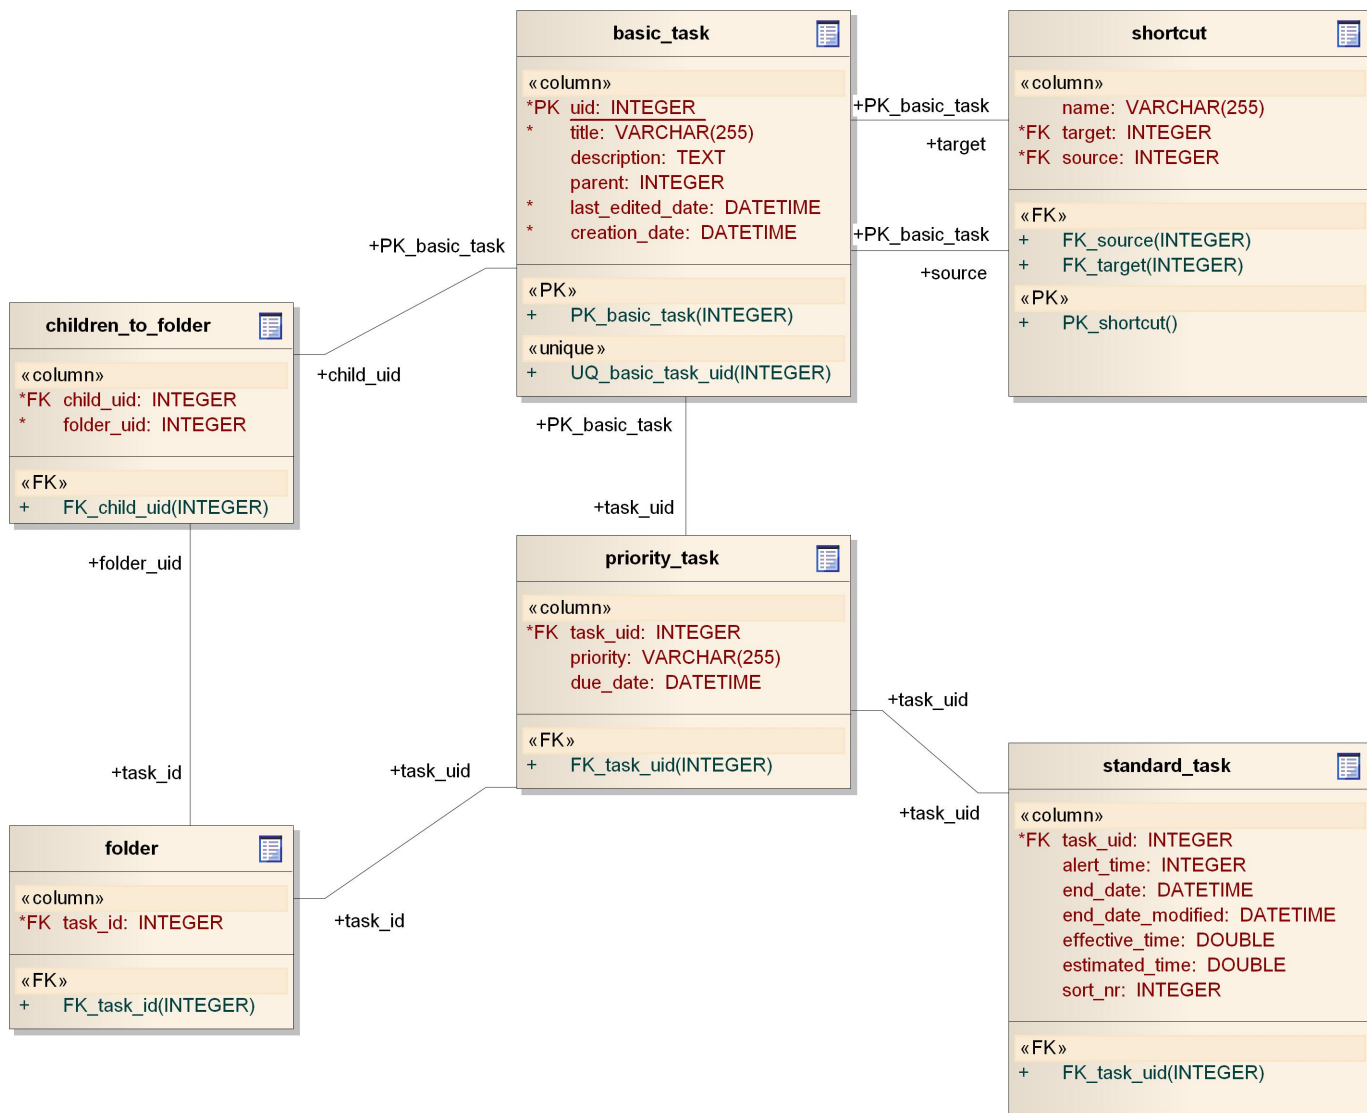 basic_task
«column»
*PK uid: INTEGER
* title: VARCHAR(255)
description: TEXT
parent: INTEGER
* last_edited_date: DATETIME
* creation_date: DATETIME
«PK»
+ PK_basic_task(INTEGER)
«unique»
+ UQ_basic_task_uid(INTEGER)
shortcut
«column»
name: VARCHAR(255)
*FK target: INTEGER
*FK source: INTEGER
«FK»
+ FK_source(INTEGER)
+ FK_target(INTEGER)
«PK»
+ PK_shortcut()
+PK_basic_task
+target
+PK_basic_task
+source
+PK_basic_task
+child_uid
children_to_folder
«column»
*FK child_uid: INTEGER
* folder_uid: INTEGER
«FK»
+ FK_child_uid(INTEGER)
+PK_basic_task
+task_uid
+folder_uid
+task_id
priority_task
«column»
*FK task_uid: INTEGER
priority: VARCHAR(255)
due_date: DATETIME
«FK»
+ FK_task_uid(INTEGER)
+task_uid
+task_uid
+task_uid
+task_id
folder
«column»
*FK task_id: INTEGER
«FK»
+ FK_task_id(INTEGER)
standard_task
«column»
*FK task_uid: INTEGER
alert_time: INTEGER
end_date: DATETIME
end_date_modified: DATETIME
effective_time: DOUBLE
estimated_time: DOUBLE
sort_nr: INTEGER
«FK»
+ FK_task_uid(INTEGER)